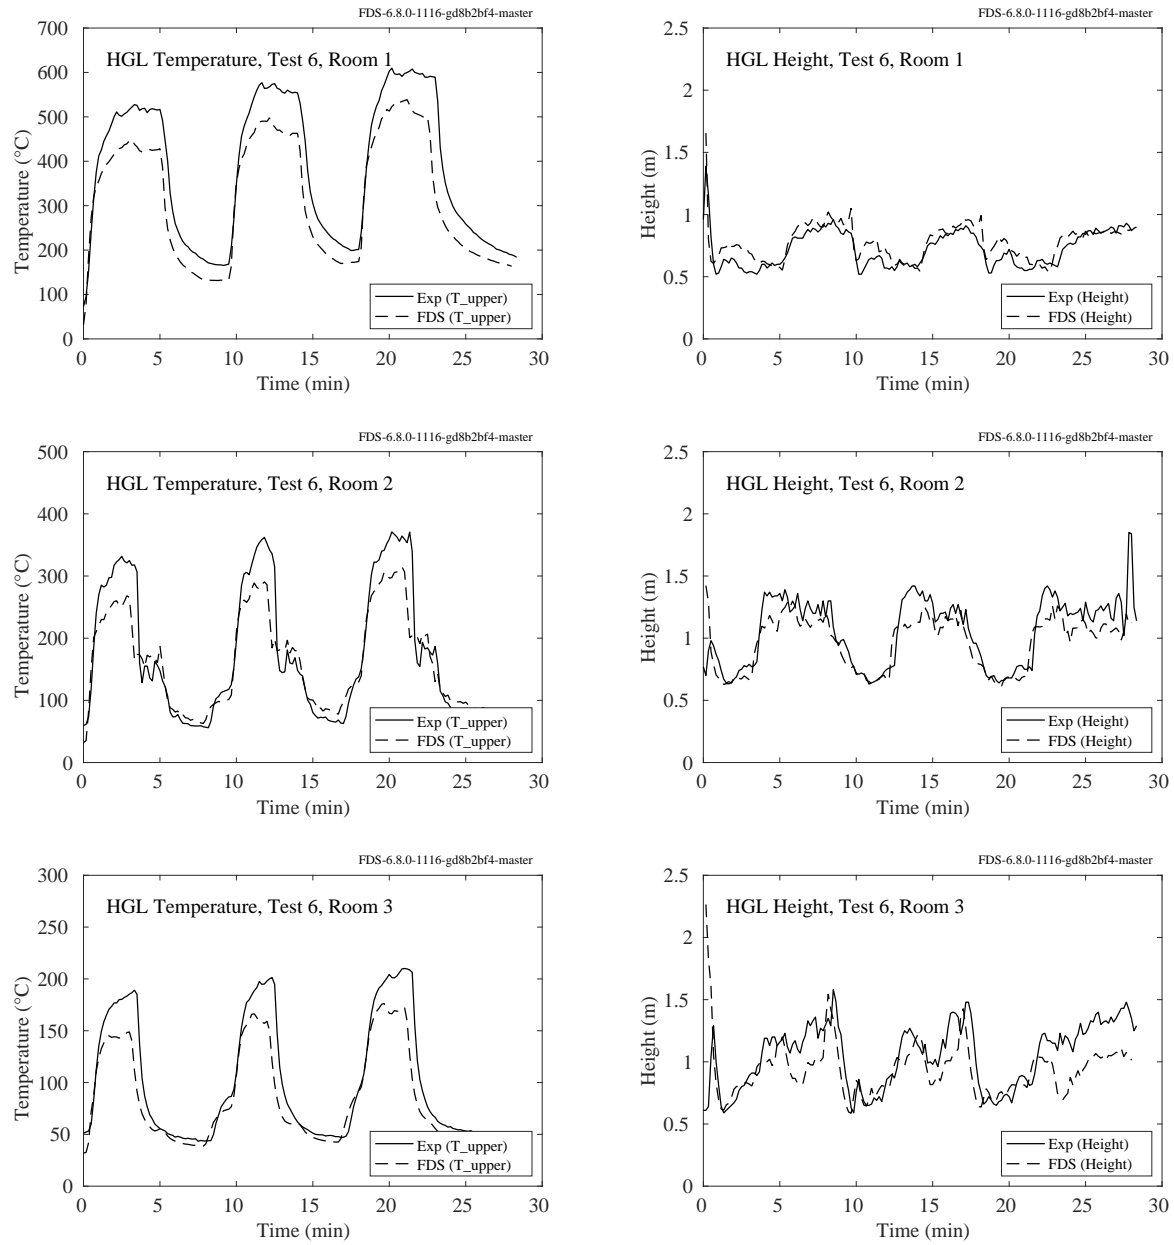 FDS-6.8.0-1116-gd8b2bf4-master
HGL Temperature, Test 6, Room 1
700
600
500
400
300
200
100
0
Temperature (°C)
0 5 10 15 20 25 30
Time (min)
Exp (T_upper)
FDS (T_upper)
FDS-6.8.0-1116-gd8b2bf4-master
HGL Height, Test 6, Room 1
2.5
2
1.5
1
0.5
0
Height (m)
0 5 10 15 20 25 30
Time (min)
Exp (Height)
FDS (Height)
FDS-6.8.0-1116-gd8b2bf4-master
HGL Temperature, Test 6, Room 2
500
400
300
200
100
0
Temperature (°C)
0 5 10 15 20 25 30
Time (min)
Exp (T_upper)
FDS (T_upper)
FDS-6.8.0-1116-gd8b2bf4-master
HGL Height, Test 6, Room 2
2.5
2
1.5
1
0.5
0
Height (m)
0 5 10 15 20 25 30
Time (min)
Exp (Height)
FDS (Height)
FDS-6.8.0-1116-gd8b2bf4-master
HGL Temperature, Test 6, Room 3
300
250
200
150
100
50
0
Temperature (°C)
0 5 10 15 20 25 30
Time (min)
Exp (T_upper)
FDS (T_upper)
FDS-6.8.0-1116-gd8b2bf4-master
HGL Height, Test 6, Room 3
2.5
2
1.5
1
0.5
0
Height (m)
0 5 10 15 20 25 30
Time (min)
Exp (Height)
FDS (Height)